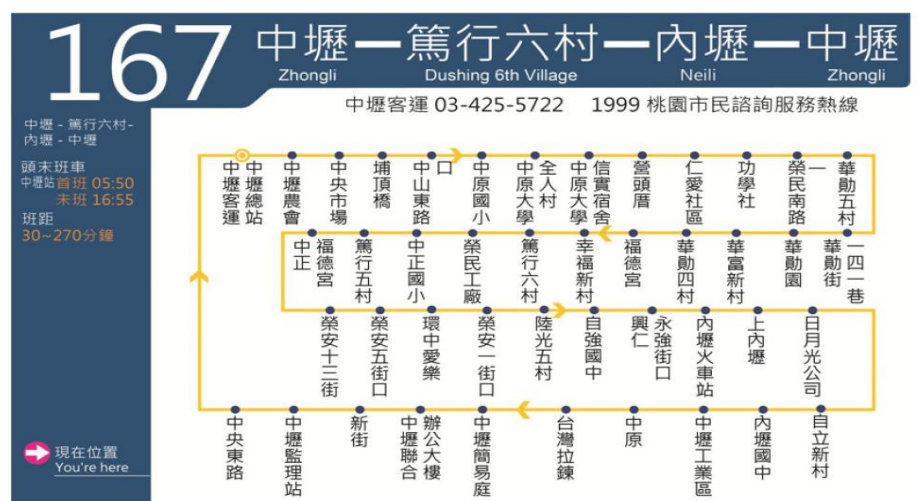 167
中壢—篤行六村—內壢—中壢
Zhongli Dushing 6th Village Neili Zhongli
中壢客運 03-425-5722 1999 桃園市民諮詢服務熱線
中壢 - 篤行六村-
內壢 - 中壢
頭末班車
中壢站 首班 05:50
末班 16:55
班距
30~270分鐘
中壢客運
中壢總站
中壢農會
中央市場
埔頂橋
中山東路
口
中原國小
中原大學
全人村
中原大學
信實宿舍
營頭厝
仁愛社區
功學社
榮民南路
一
華勛五村
中正
福德宮
篤行五村
中正國小
榮民工廠
篤行六村
幸福新村
福德宮
華勛四村
華富新村
華勛園
華勛街
一四一巷
榮安十三街
榮安五街口
環中愛樂
榮安一街口
陸光五村
自強國中
興仁
永強街口
內壢火車站
上內壢
日月光公司
中央東路
中壢監理站
新街
中壢聯合
辦公大樓
中壢簡易庭
台灣拉鍊
中原
中壢工業區
內壢國中
自立新村
現在位置
You're here